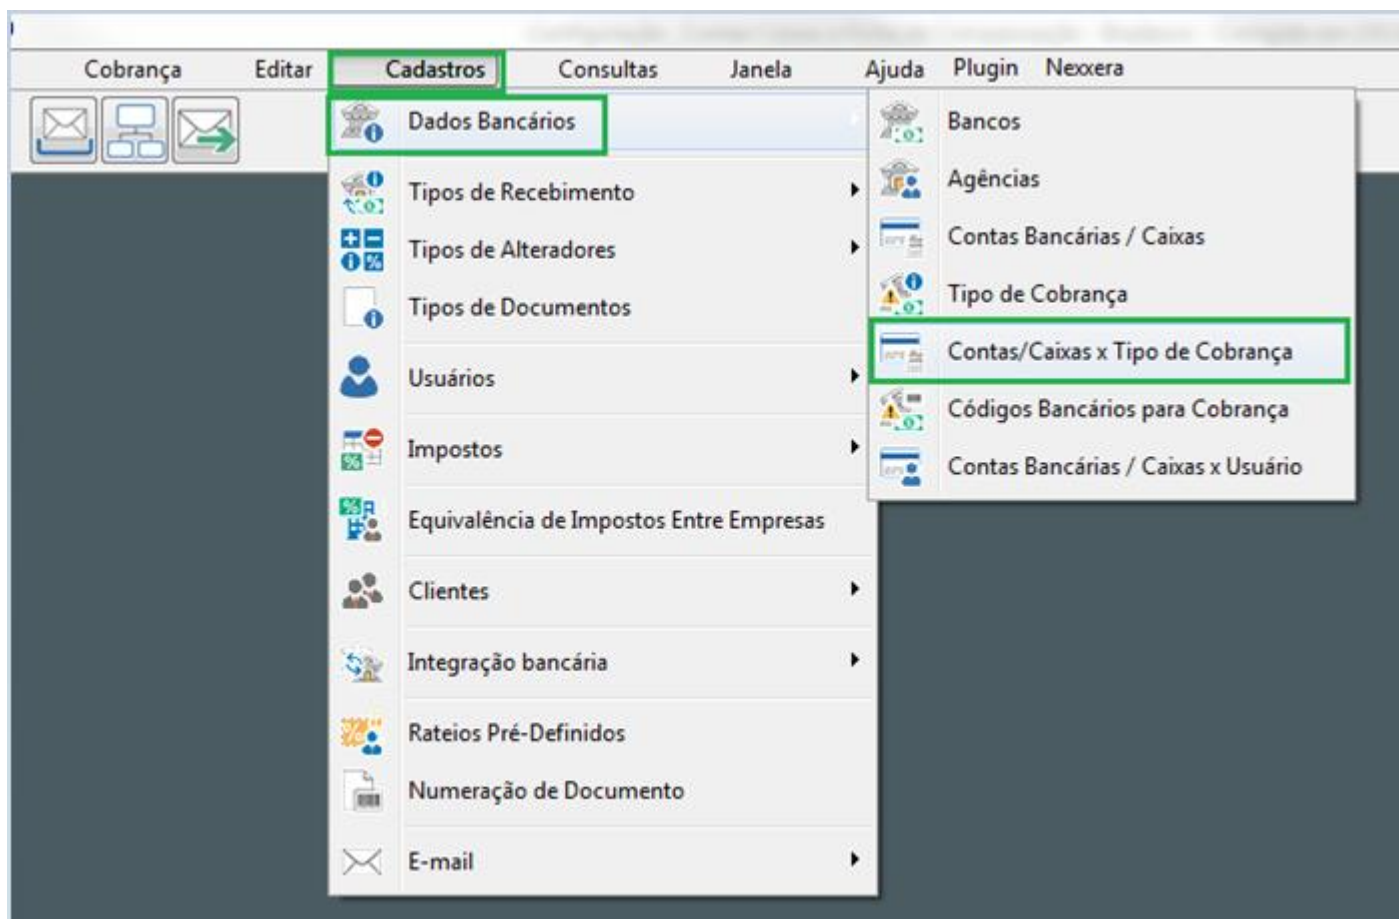 Cobrança Editar Cadastros Consultas Janela Ajuda Plugin Nexxera
Dados Bancários
Tipos de Recebimento
Tipos de Alteradores
Tipos de Documentos
Usuários
Impostos
Equivalência de Impostos Entre Empresas
Clientes
Integração bancária
Rateios Pré-Definidos
Numeração de Documento
E-mail
Bancos
Agências
Contas Bancárias / Caixas
Tipo de Cobrança
Contas/Caixas x Tipo de Cobrança
Códigos Bancários para Cobrança
Contas Bancárias / Caixas x Usuário